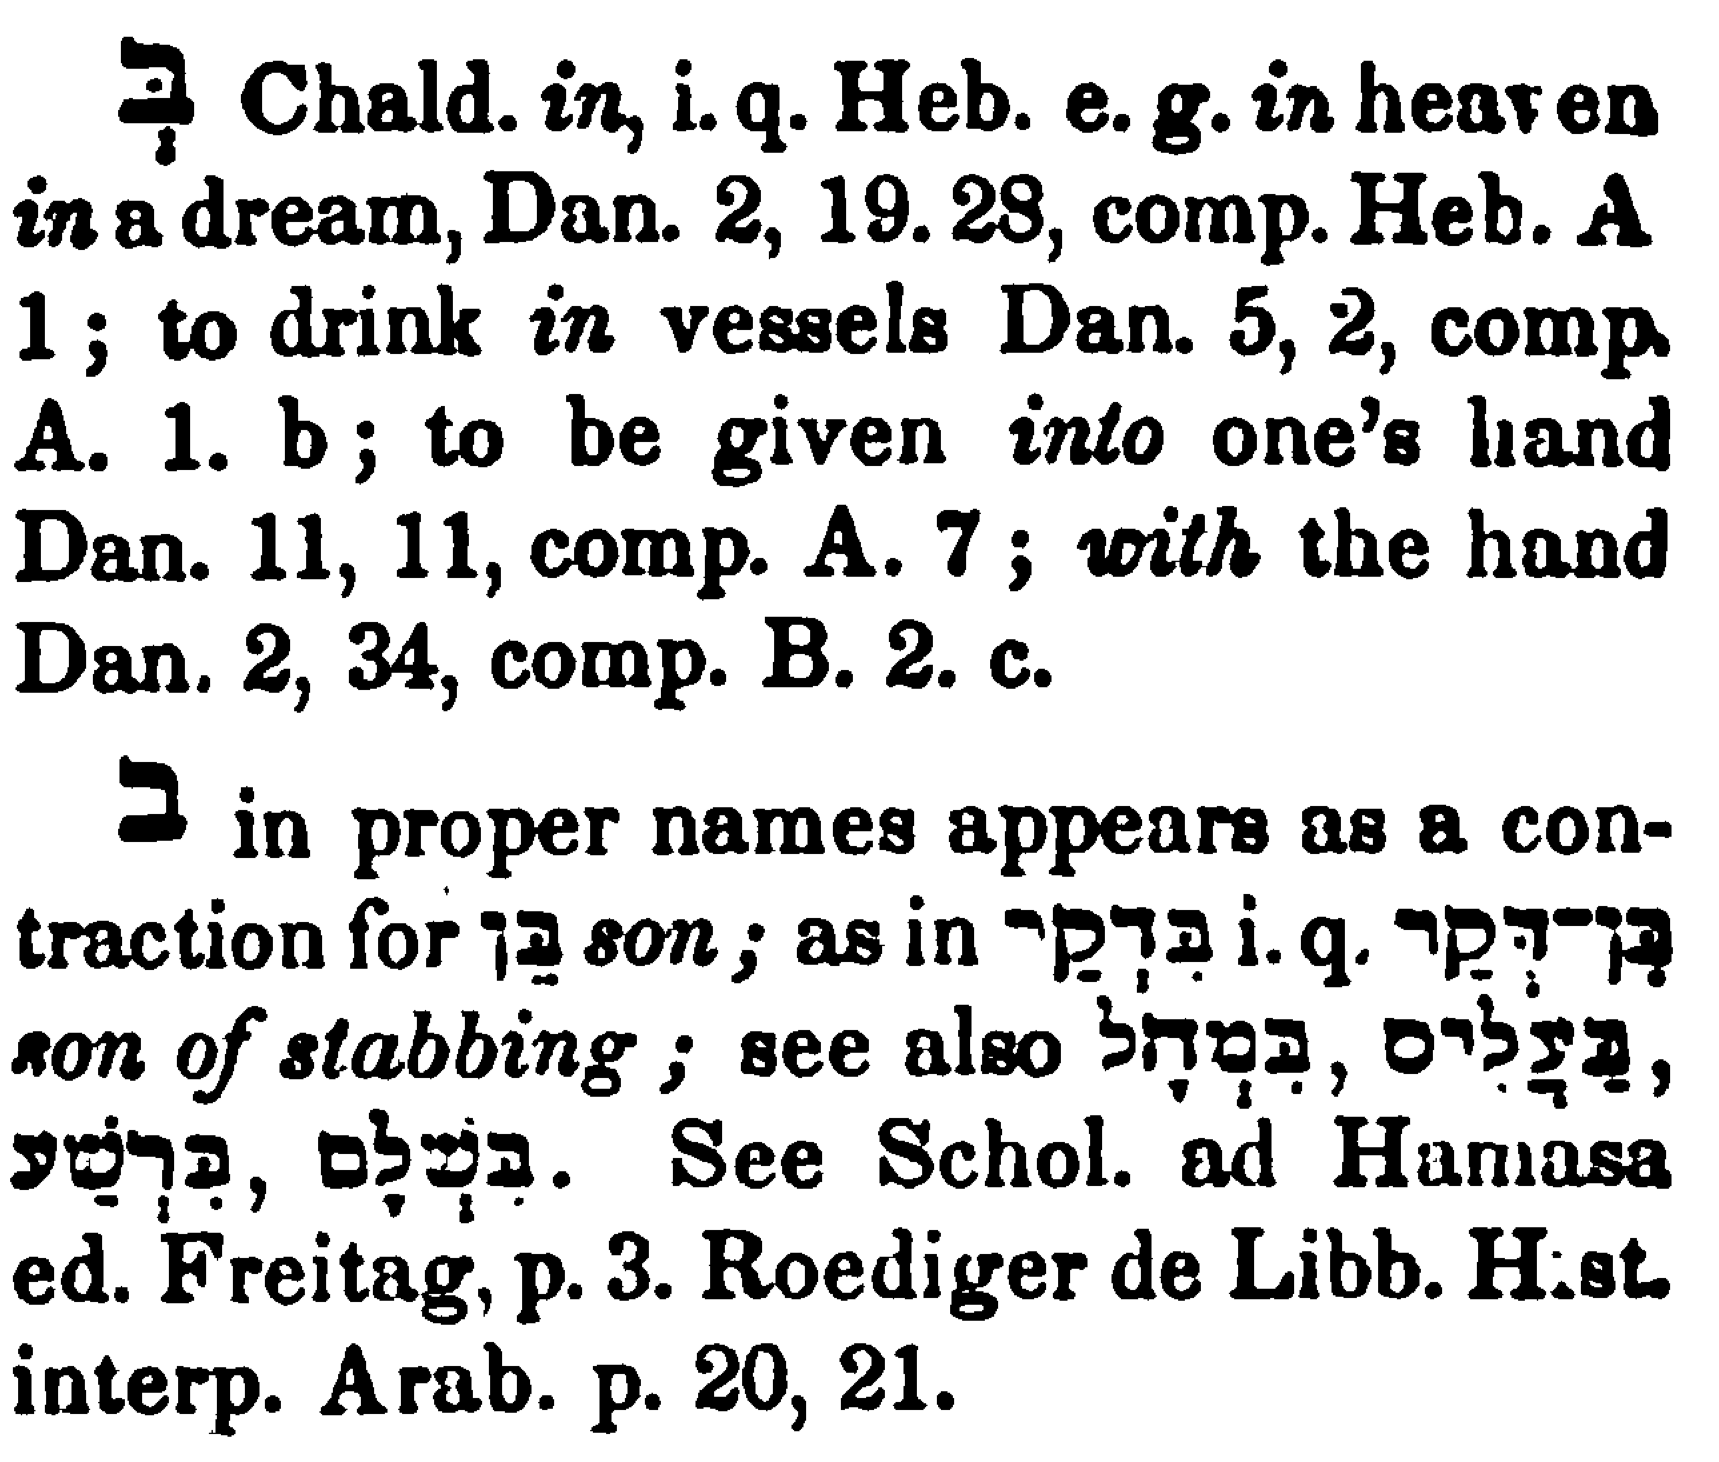 בְּ Chald. in, i. q. Heb. e. g. in heaven
in a dream, Dan. 2, 19. 28, comp. Heb. A
1 ; to drink in vessels Dan. 5, 2, comp.
A. 1. b ; to be given into one's hand
Dan. 11, 11, comp. A. 7 ; with the hand
Dan. 2, 34, comp. B. 2. c.
ב in proper names appears as a con-
traction for בֵּן son ; as in בִּדְקַר i. q. בֶּן־דְּקַר
son of stabbing ; see also בִּמְהָל, בַּעֲלִים,
בִּרְשַׁע, בִּשְׁלָם. See Schol. ad Hamasa
ed. Freitag, p. 3. Roediger de Libb. Hist.
interp. Arab. p. 20, 21.